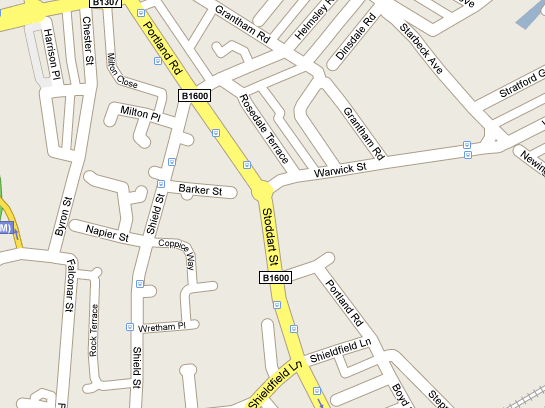 B1307
Helmsley R
Grantham Rd
Portland Rd
Chester St
Harrison Pl
Dinsdale Rd
Starbeck Ave
Milton Close
Stratford G
B1600
Milton Pl
Rosedale Terrace
Grantham Rd
Warwick St
Newing
Barker St
Shield St
Byron St
Stoddart St
M)
Napier St
Coppice Way
Falconar St
B1600
Portland Rd
Rock Terrace
Wretham Pl
Shield St
Shieldfield Ln
Shieldfield Ln
Boyd
Step
F